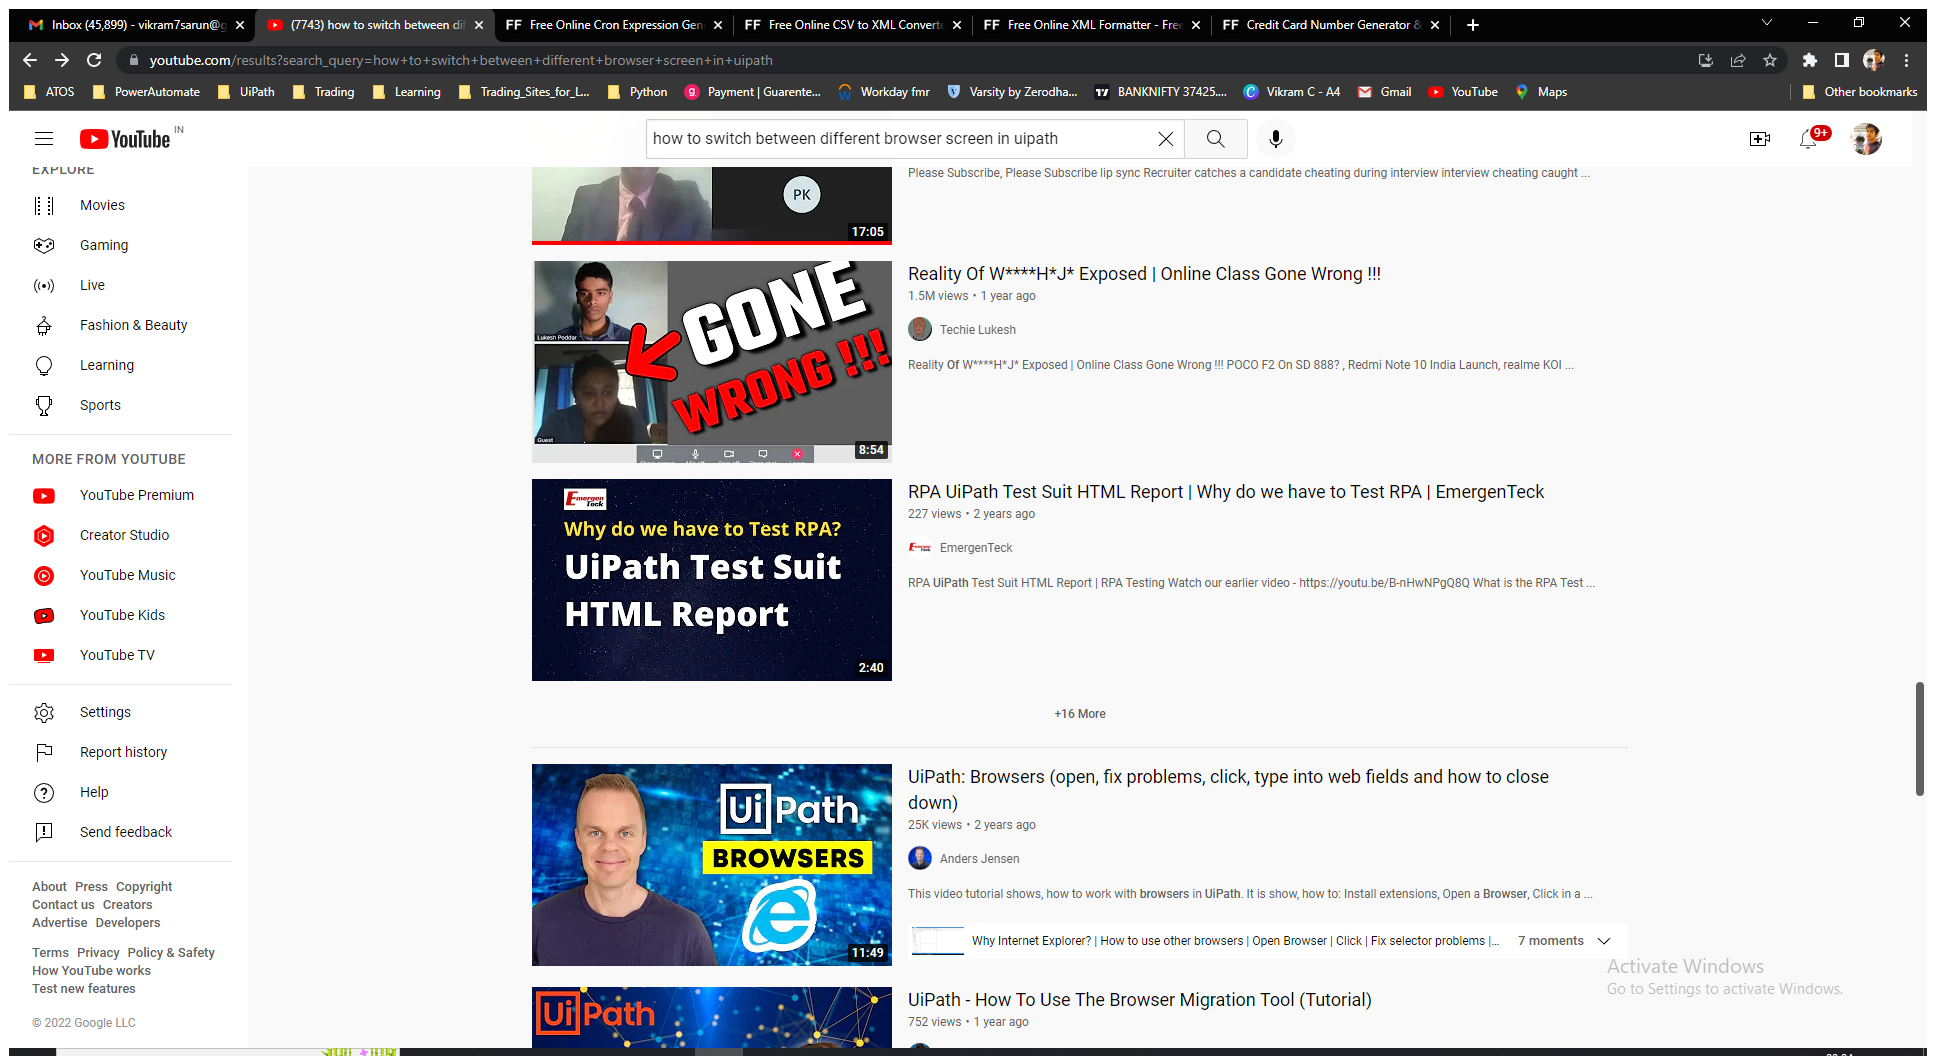 Inbox (45,899) - vikram7sarun@g
(7743) how to switch between dif
FF Free Online Cron Expression Gen
FF Free Online CSV to XML Converte
FF Free Online XML Formatter - Free
FF Credit Card Number Generator &
youtube.com/results?search_query=how+to+switch+between+different+browser+screen+in+uipath
ATOS PowerAutomate UiPath Trading Learning Trading_Sites_for_L... Python Payment | Guarente... Workday fmr Varsity by Zerodha... BANKNIFTY 37425.... Vikram C - A4 Gmail YouTube Maps Other bookmarks
YouTube IN
how to switch between different browser screen in uipath
9+
EXPLORE
Movies
Gaming
Live
Fashion & Beauty
Learning
Sports
MORE FROM YOUTUBE
YouTube Premium
Creator Studio
YouTube Music
YouTube Kids
YouTube TV
Settings
Report history
Help
Send feedback
About Press Copyright
Contact us Creators
Advertise Developers
Terms Privacy Policy & Safety
How YouTube works
Test new features
© 2022 Google LLC
PK
17:05
Please Subscribe, Please Subscribe lip sync Recruiter catches a candidate cheating during interview interview cheating caught ...
Lukesh Poddar
GONE
WRONG !!!
Guest
8:54
Reality Of W****H*J* Exposed | Online Class Gone Wrong !!!
1.5M views • 1 year ago
Techie Lukesh
Reality Of W****H*J* Exposed | Online Class Gone Wrong !!! POCO F2 On SD 888? , Redmi Note 10 India Launch, realme KOI ...
Emergen
Teck
Why do we have to Test RPA?
UiPath Test Suit
HTML Report
2:40
RPA UiPath Test Suit HTML Report | Why do we have to Test RPA | EmergenTeck
227 views • 2 years ago
EmergenTeck
RPA UiPath Test Suit HTML Report | RPA Testing Watch our earlier video - https://youtu.be/B-nHwNPgQ8Q What is the RPA Test ...
+16 More
UiPath
BROWSERS
11:49
UiPath: Browsers (open, fix problems, click, type into web fields and how to close
down)
25K views • 2 years ago
Anders Jensen
This video tutorial shows, how to work with browsers in UiPath. It is show, how to: Install extensions, Open a Browser, Click in a ...
Why Internet Explorer? | How to use other browsers | Open Browser | Click | Fix selector problems |...
7 moments
Activate Windows
Go to Settings to activate Windows.
UiPath
UiPath - How To Use The Browser Migration Tool (Tutorial)
752 views • 1 year ago